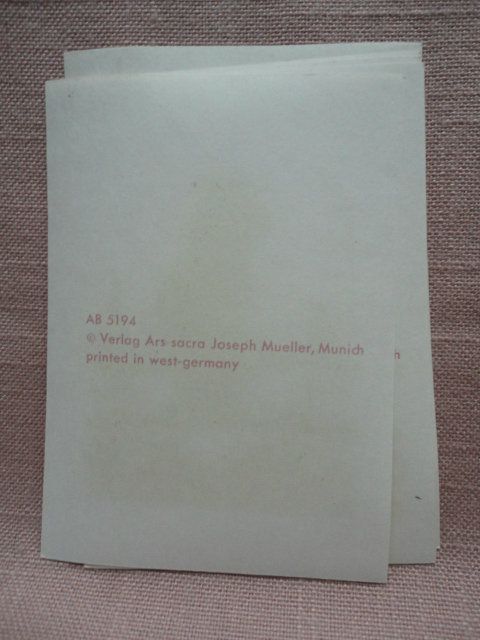 AB 5194
© Verlag Ars sacra Joseph Mueller, Munich
printed in west-germany
h